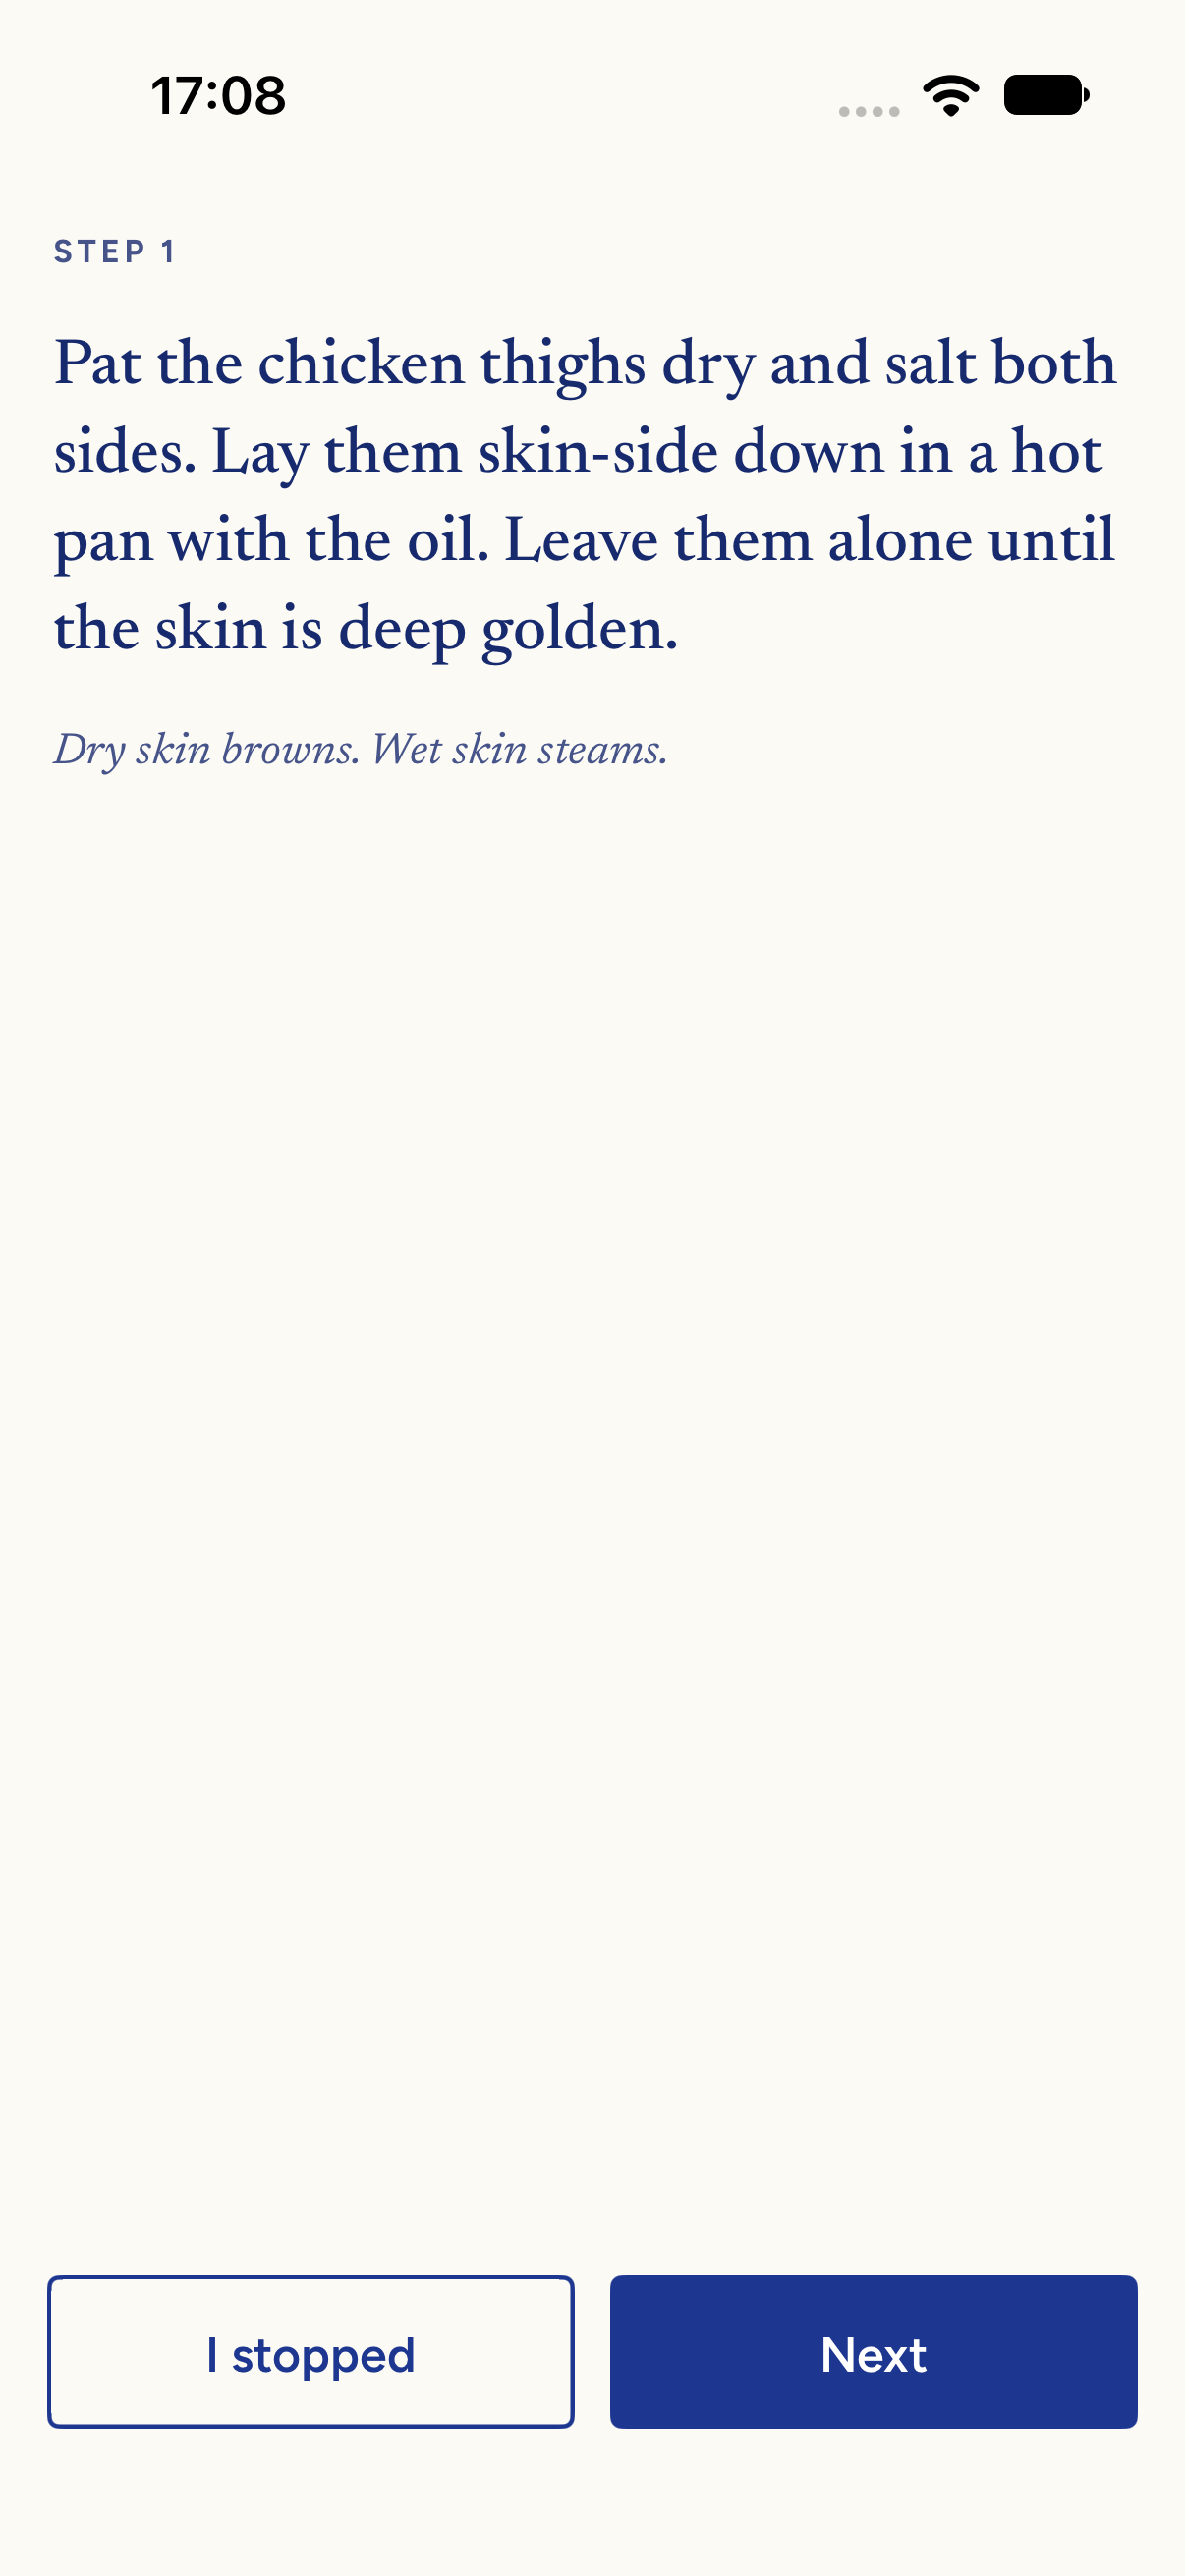 17:08
STEP 1
Pat the chicken thighs dry and salt both
sides. Lay them skin-side down in a hot
pan with the oil. Leave them alone until
the skin is deep golden.
Dry skin browns. Wet skin steams.
I stopped
Next